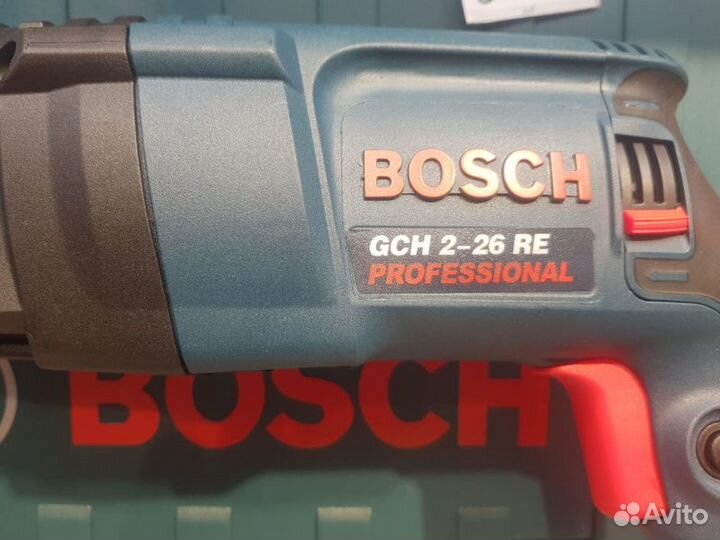 BOSCH
GCH 2-26 RE
PROFESSIONAL
BOSCH
Avito